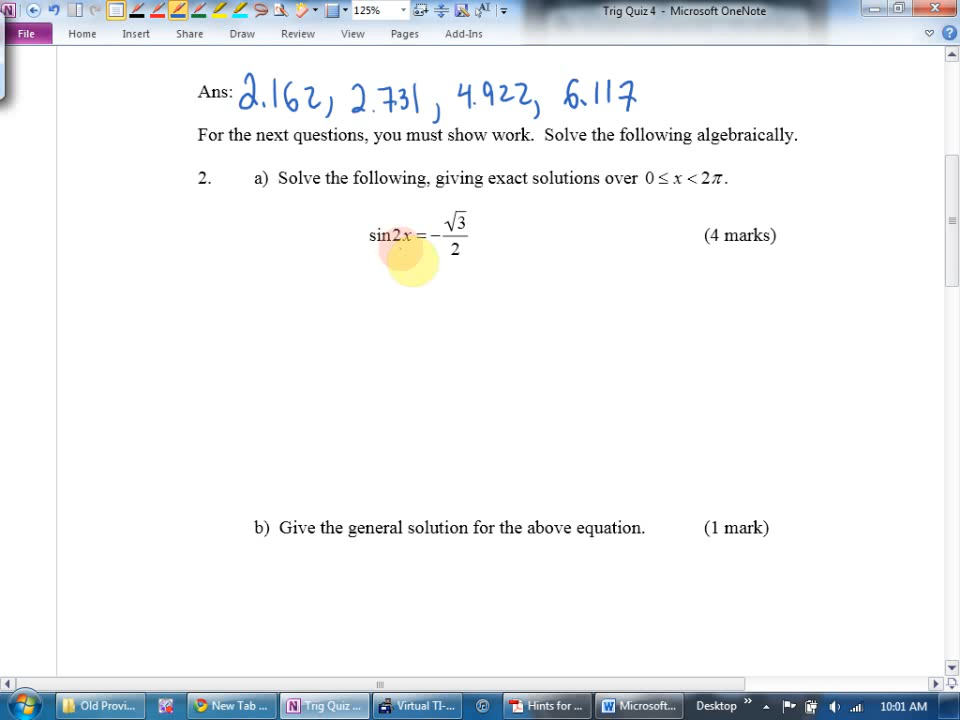 125%
Trig Quiz 4 - Microsoft OneNote
File Home Insert Share Draw Review View Pages Add-Ins
Ans: 2.162, 2.731, 4.922, 6.117
For the next questions, you must show work. Solve the following algebraically.
2. a) Solve the following, giving exact solutions over 0 ≤ x < 2π.
sin2x = -√3/2 (4 marks)
b) Give the general solution for the above equation. (1 mark)
Old Provi... New Tab ... Trig Quiz ... Virtual TI-... Hints for ... Microsoft... Desktop 10:01 AM